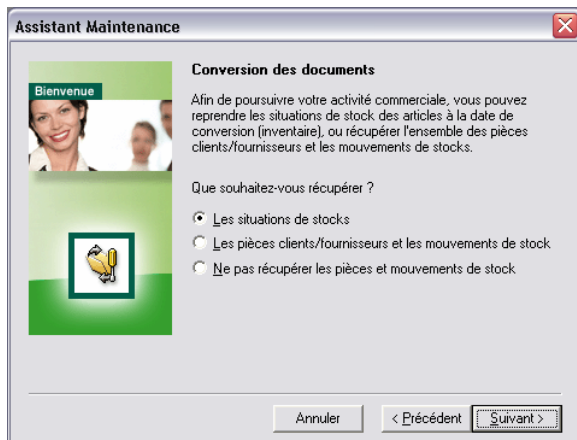 Assistant Maintenance
Bienvenue
Conversion des documents
Afin de poursuivre votre activité commerciale, vous pouvez
reprendre les situations de stock des articles à la date de
conversion (inventaire), ou récupérer l'ensemble des pièces
clients/fournisseurs et les mouvements de stocks.
Que souhaitez-vous récupérer ?
Les situations de stocks
Les pièces clients/fournisseurs et les mouvements de stock
Ne pas récupérer les pièces et mouvements de stock
Annuler
< Précédent
Suivant >